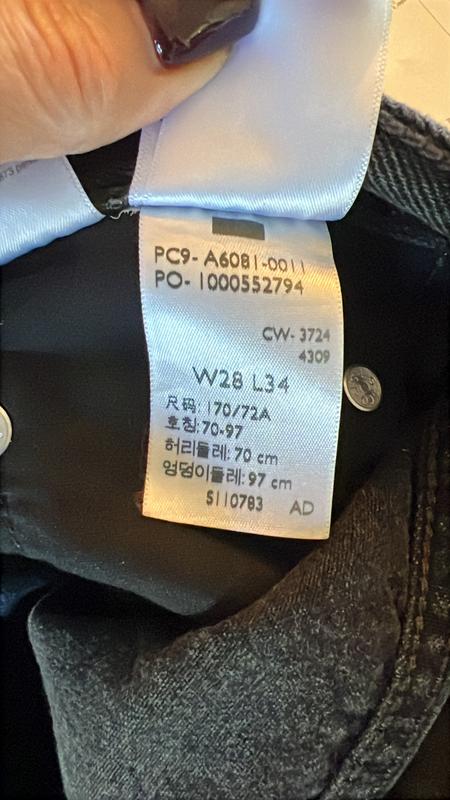 PC9- A6081-0011
PO- 1000552794
CW- 3724
4309
W28 L34
尺码: 170/72A
호칭: 70-97
허리둘레: 70 cm
엉덩이둘레: 97 cm
S110783 AD